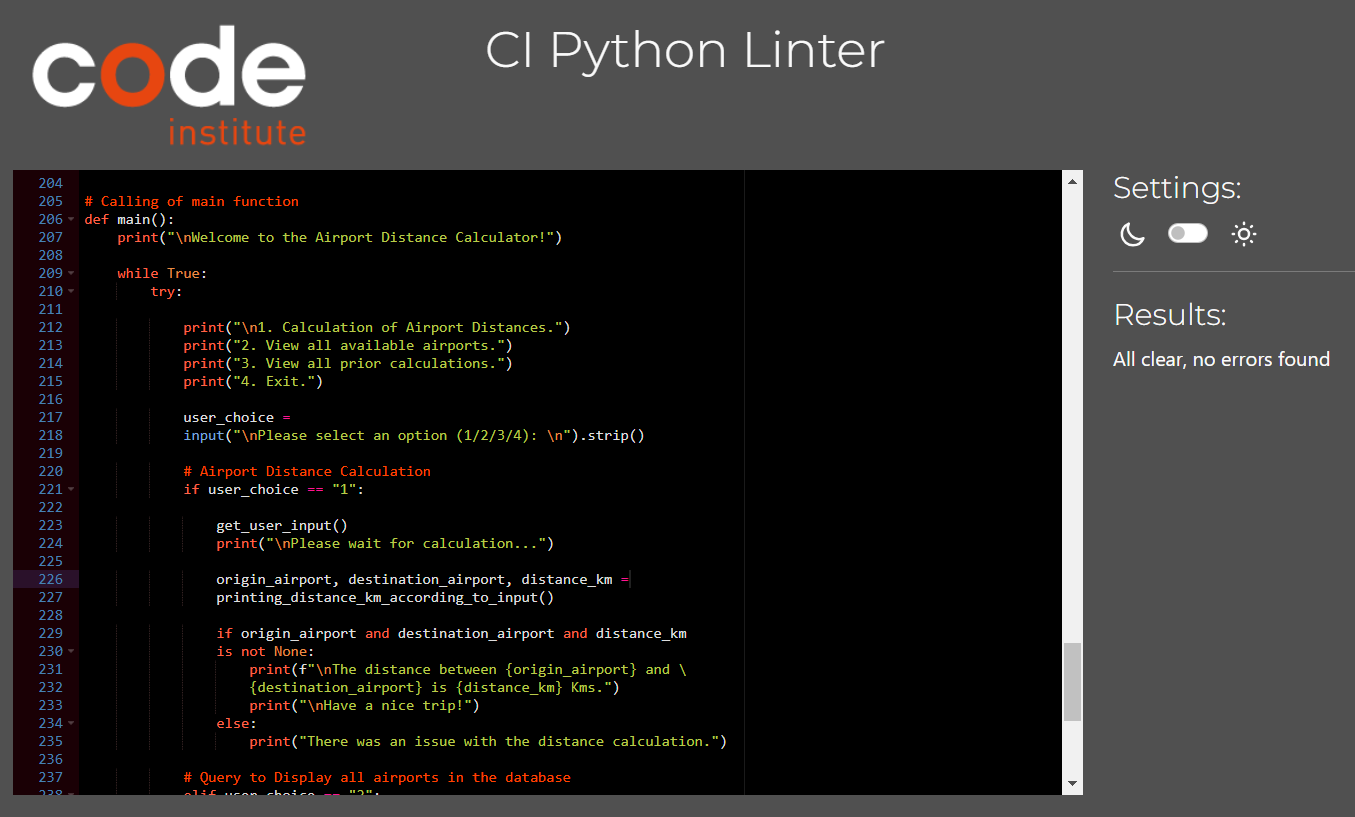 code
institute
CI Python Linter
204
205 # Calling of main function
206 def main():
207     print("\nWelcome to the Airport Distance Calculator!")
208
209     while True:
210         try:
211
212             print("\n1. Calculation of Airport Distances.")
213             print("2. View all available airports.")
214             print("3. View all prior calculations.")
215             print("4. Exit.")
216
217             user_choice =
218             input("\nPlease select an option (1/2/3/4): \n").strip()
219
220             # Airport Distance Calculation
221             if user_choice == "1":
222
223                 get_user_input()
224                 print("\nPlease wait for calculation...")
225
226                 origin_airport, destination_airport, distance_km =
227                 printing_distance_km_according_to_input()
228
229                 if origin_airport and destination_airport and distance_km
230                 is not None:
231                     print(f"\nThe distance between {origin_airport} and \
232                     {destination_airport} is {distance_km} Kms.")
233                     print("\nHave a nice trip!")
234                 else:
235                     print("There was an issue with the distance calculation.")
236
237             # Query to Display all airports in the database
238             elif user_choice == "2":
Settings:
Results:
All clear, no errors found